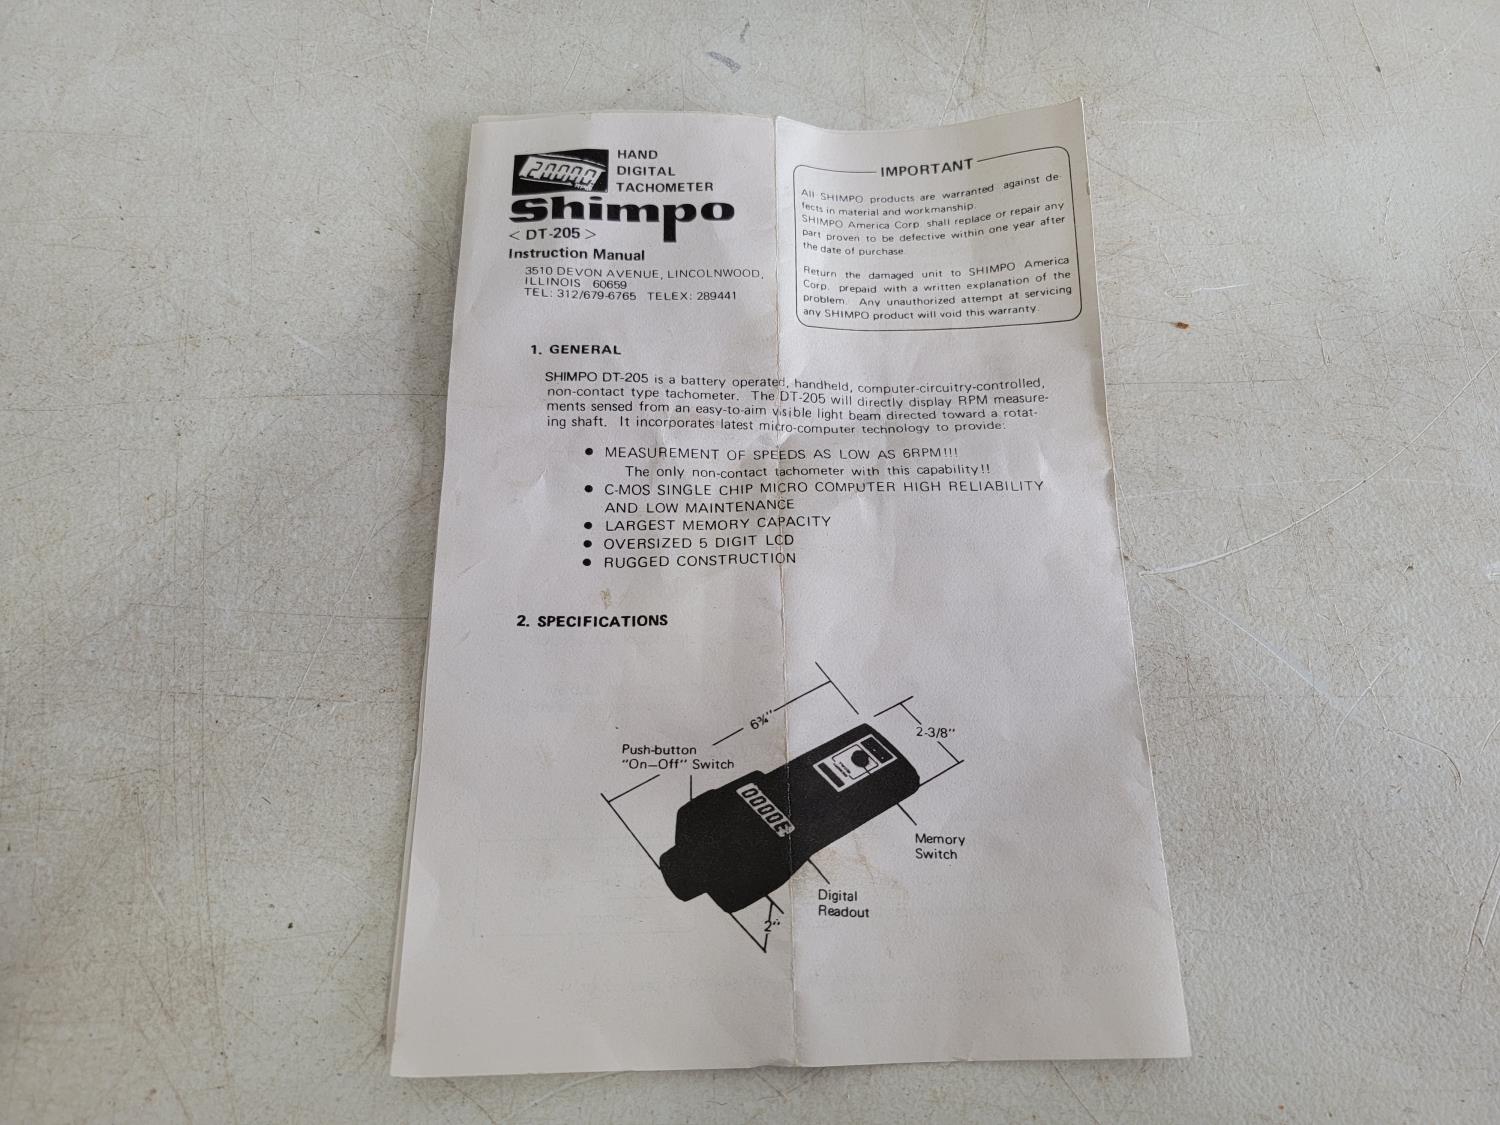 HAND
DIGITAL
TACHOMETER
Shimpo
< DT-205 >
Instruction Manual
3510 DEVON AVENUE, LINCOLNWOOD,
ILLINOIS 60659
TEL: 312/679-6765 TELEX: 289441
IMPORTANT
All SHIMPO products are warranted against de-
fects in material and workmanship.
SHIMPO America Corp. shall replace or repair any
part proven to be defective within one year after
the date of purchase.
Return the damaged unit to SHIMPO America
Corp. prepaid with a written explanation of the
problem. Any unauthorized attempt at servicing
any SHIMPO product will void this warranty.
1. GENERAL
SHIMPO DT-205 is a battery operated, handheld, computer-circuitry-controlled,
non-contact type tachometer. The DT-205 will directly display RPM measure-
ments sensed from an easy-to-aim visible light beam directed toward a rotat-
ing shaft. It incorporates latest micro-computer technology to provide:
● MEASUREMENT OF SPEEDS AS LOW AS 6RPM!!!
The only non-contact tachometer with this capability!!
● C-MOS SINGLE CHIP MICRO COMPUTER HIGH RELIABILITY
AND LOW MAINTENANCE
● LARGEST MEMORY CAPACITY
● OVERSIZED 5 DIGIT LCD
● RUGGED CONSTRUCTION
2. SPECIFICATIONS
6¾"
2-3/8"
Push-button
"On—Off" Switch
Memory
Switch
Digital
Readout
2"